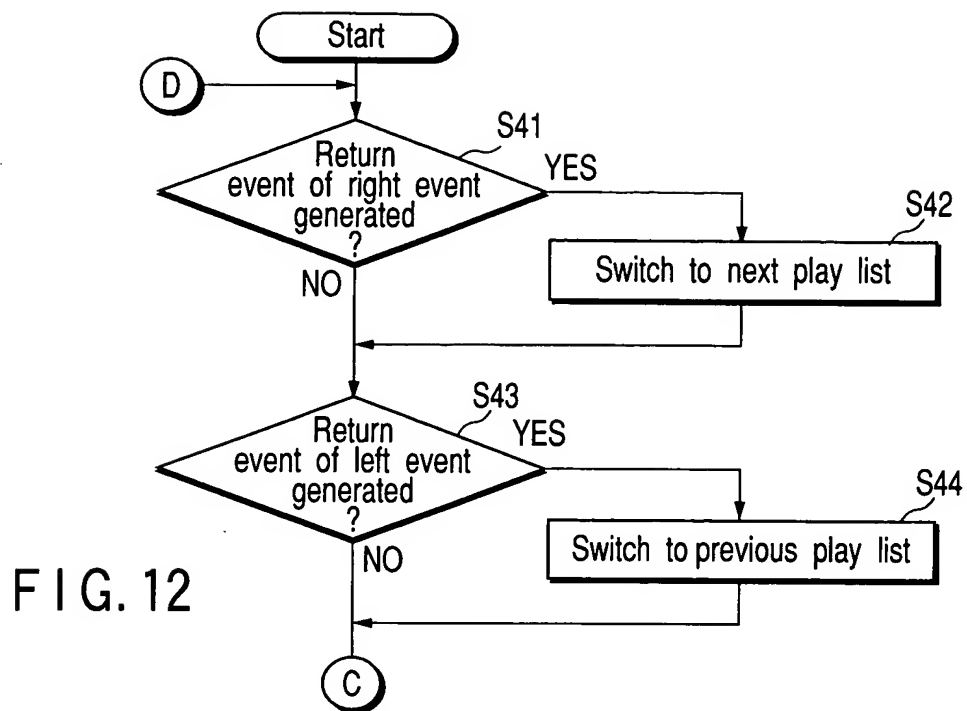 Start
D
S41
Return
event of right event
generated
?
YES
NO
S42
Switch to next play list
S43
Return
event of left event
generated
?
YES
NO
S44
Switch to previous play list
FIG. 12
C